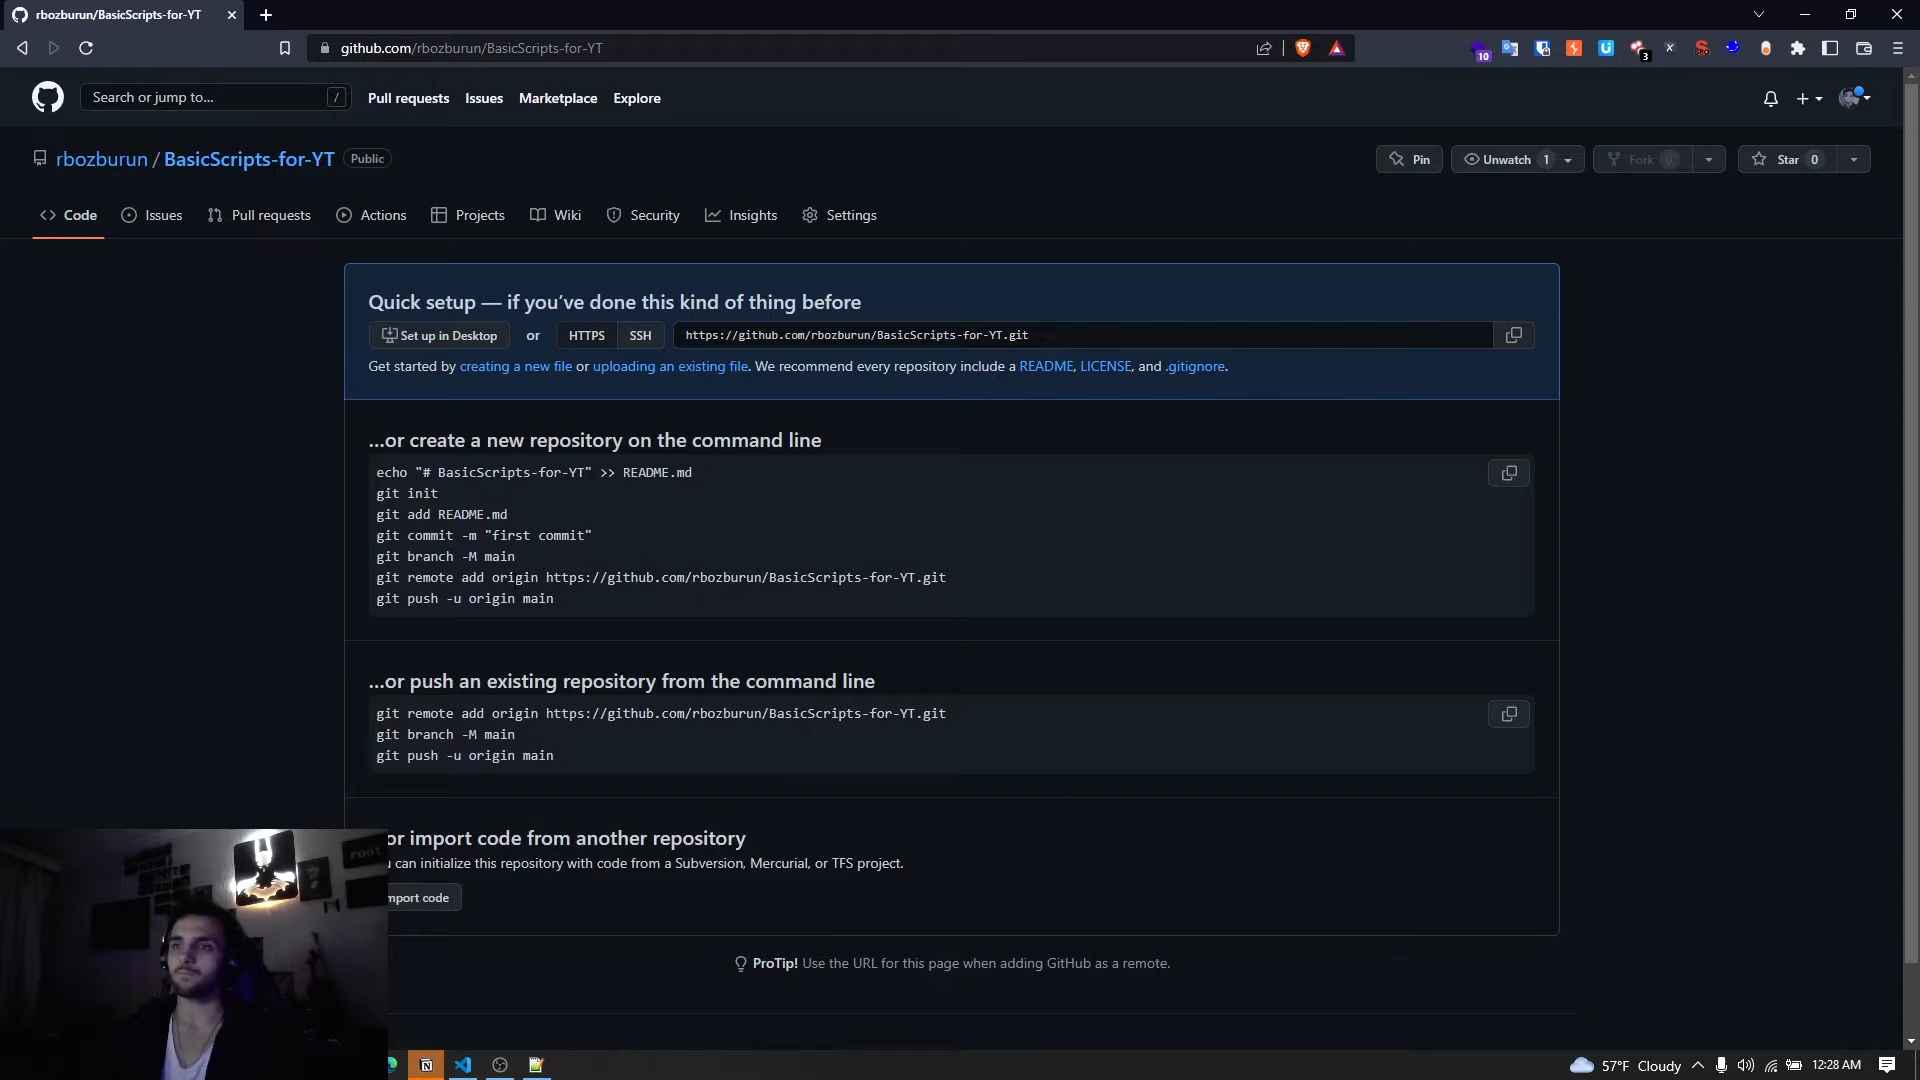 rbozburun/BasicScripts-for-YT
github.com/rbozburun/BasicScripts-for-YT
10
3
Search or jump to...
/
Pull requests
Issues
Marketplace
Explore
rbozburun / BasicScripts-for-YT
Public
Pin
Unwatch 1
Fork 0
Star 0
Code
Issues
Pull requests
Actions
Projects
Wiki
Security
Insights
Settings
Quick setup — if you’ve done this kind of thing before
Set up in Desktop
or
HTTPS
SSH
https://github.com/rbozburun/BasicScripts-for-YT.git
Get started by creating a new file or uploading an existing file. We recommend every repository include a README, LICENSE, and .gitignore.
…or create a new repository on the command line
echo "# BasicScripts-for-YT" >> README.md
git init
git add README.md
git commit -m "first commit"
git branch -M main
git remote add origin https://github.com/rbozburun/BasicScripts-for-YT.git
git push -u origin main
…or push an existing repository from the command line
git remote add origin https://github.com/rbozburun/BasicScripts-for-YT.git
git branch -M main
git push -u origin main
or import code from another repository
can initialize this repository with code from a Subversion, Mercurial, or TFS project.
mport code
root
ProTip! Use the URL for this page when adding GitHub as a remote.
57°F Cloudy
12:28 AM